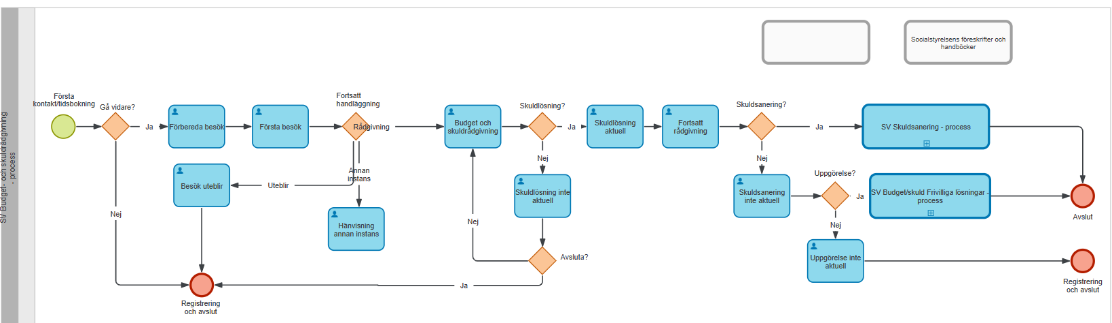 SV Budget- och skuldrådgivning
- process
Socialstyrelsens föreskrifter och
handböcker
Första
kontakt/tidsbokning
Gå vidare?
Ja
Förbereda besök
Första besök
Fortsatt
handläggning
Rådgivning
Budget och
skuldrådgivning
Skuldlösning?
Ja
Skuldlösning
aktuell
Fortsatt
rådgivning
Skuldsanering?
Ja
SV Skuldsanering - process
Annan
instans
Uteblir
Besök uteblir
Nej
Nej
Skuldlösning inte
aktuell
Nej
Nej
Skuldsanering
inte aktuell
Uppgörelse?
Ja
SV Budget/skuld Frivilliga lösningar -
process
Avslut
Hänvisning
annan instans
Nej
Avsluta?
Uppgörelse inte
aktuell
Ja
Registrering
och avslut
Registrering
och avslut